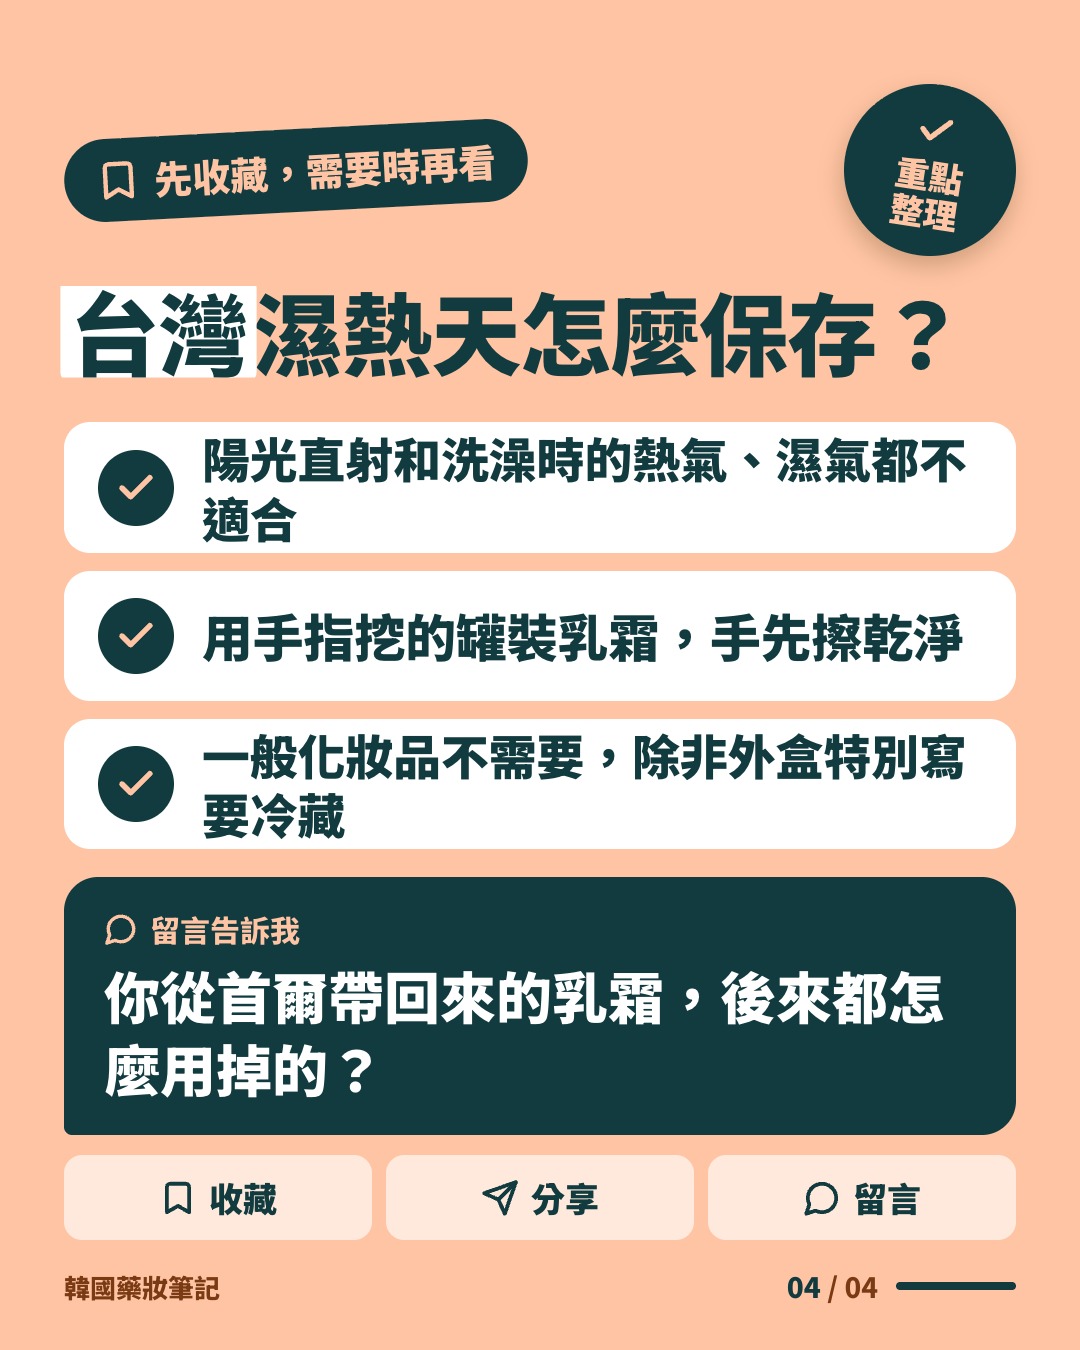 先收藏，需要時再看
重點
整理
台灣濕熱天怎麼保存？
陽光直射和洗澡時的熱氣、濕氣都不
適合
用手指挖的罐裝乳霜，手先擦乾淨
一般化妝品不需要，除非外盒特別寫
要冷藏
留言告訴我
你從首爾帶回來的乳霜，後來都怎
麼用掉的？
收藏
分享
留言
韓國藥妝筆記
04 / 04